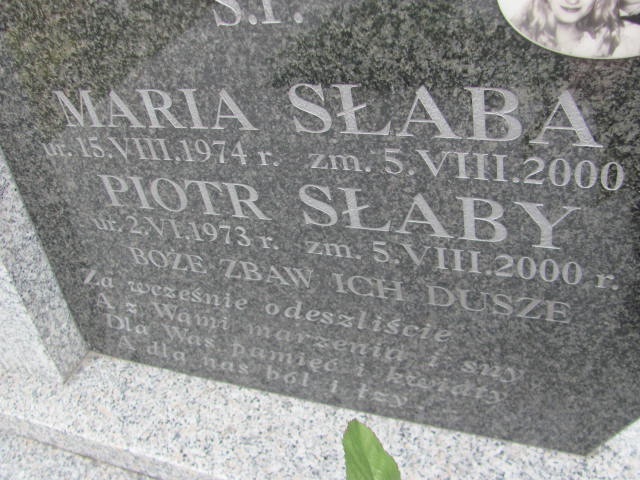 Ś.P.
MARIA SŁABA
ur. 15.VIII.1974 r. zm. 5.VIII.2000
PIOTR SŁABY
ur. 2.VI.1973 r. zm. 5.VIII.2000 r.
BOŻE ZBAW ICH DUSZE
Za wcześnie odeszliście
A z Wami marzenia i sny
Dla Was pamięć i kwiaty
A dla nas ból i łzy